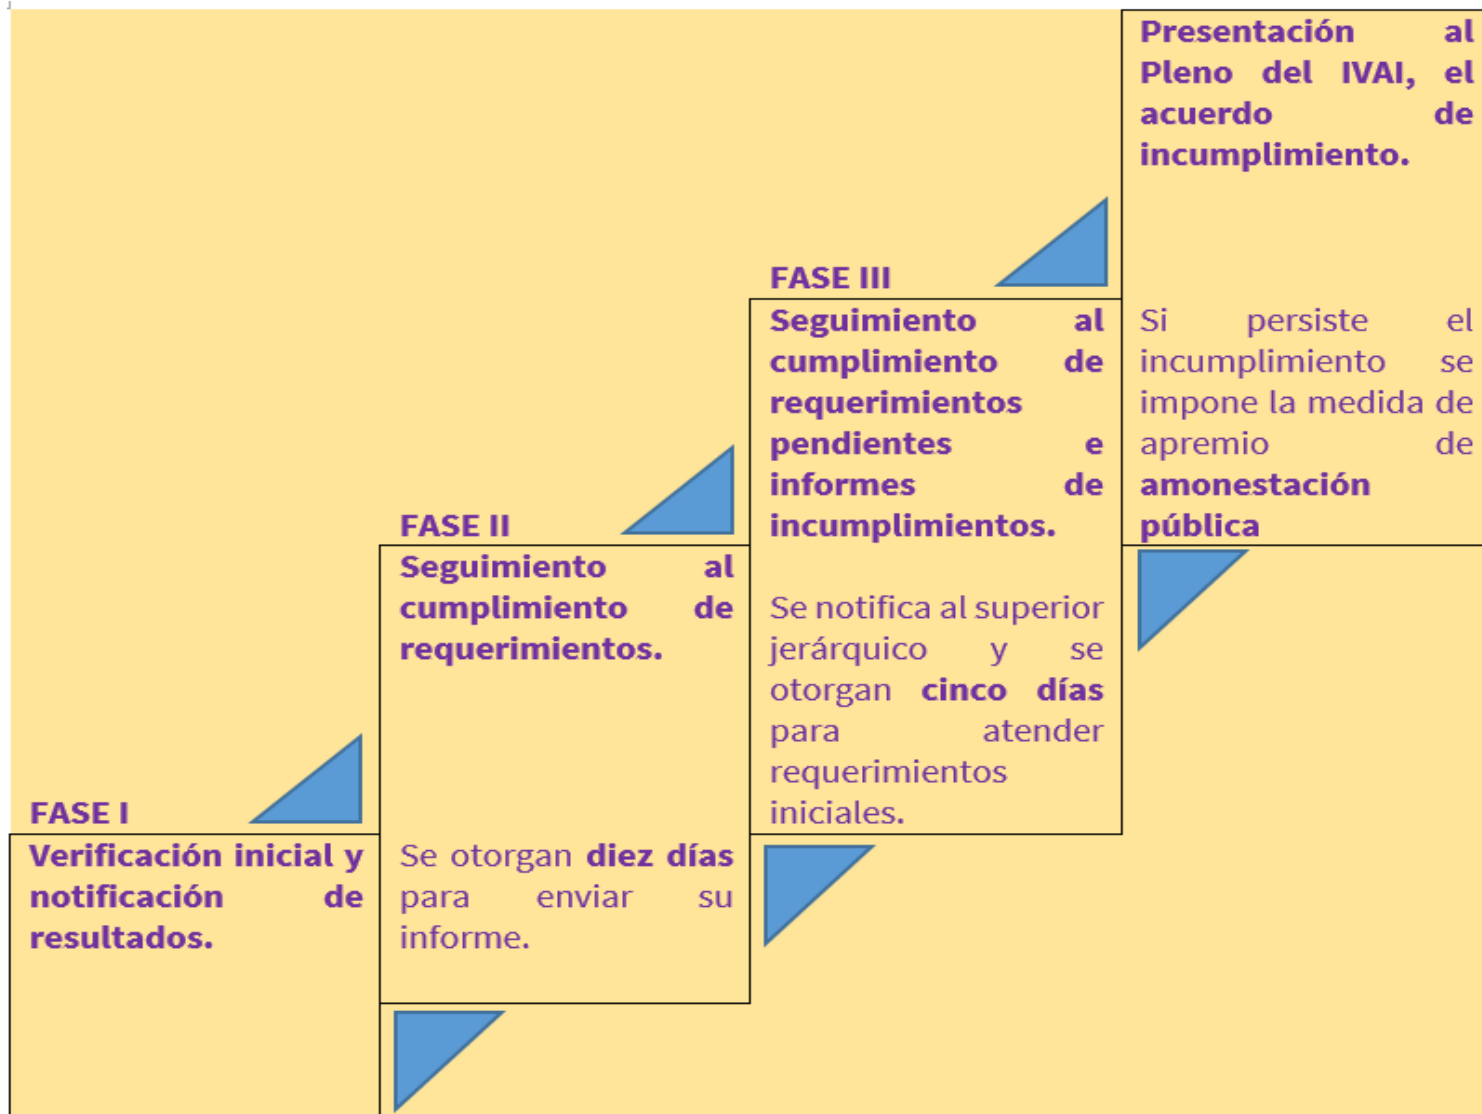 FASE I
Verificación inicial y
notificación de
resultados.
FASE II
Seguimiento al
cumplimiento de
requerimientos.
Se otorgan diez días
para enviar su
informe.
FASE III
Seguimiento al
cumplimiento de
requerimientos
pendientes e
informes de
incumplimientos.
Se notifica al superior
jerárquico y se
otorgan cinco días
para atender
requerimientos
iniciales.
Presentación al
Pleno del IVAI, el
acuerdo de
incumplimiento.
Si persiste el
incumplimiento se
impone la medida de
apremio de
amonestación
pública